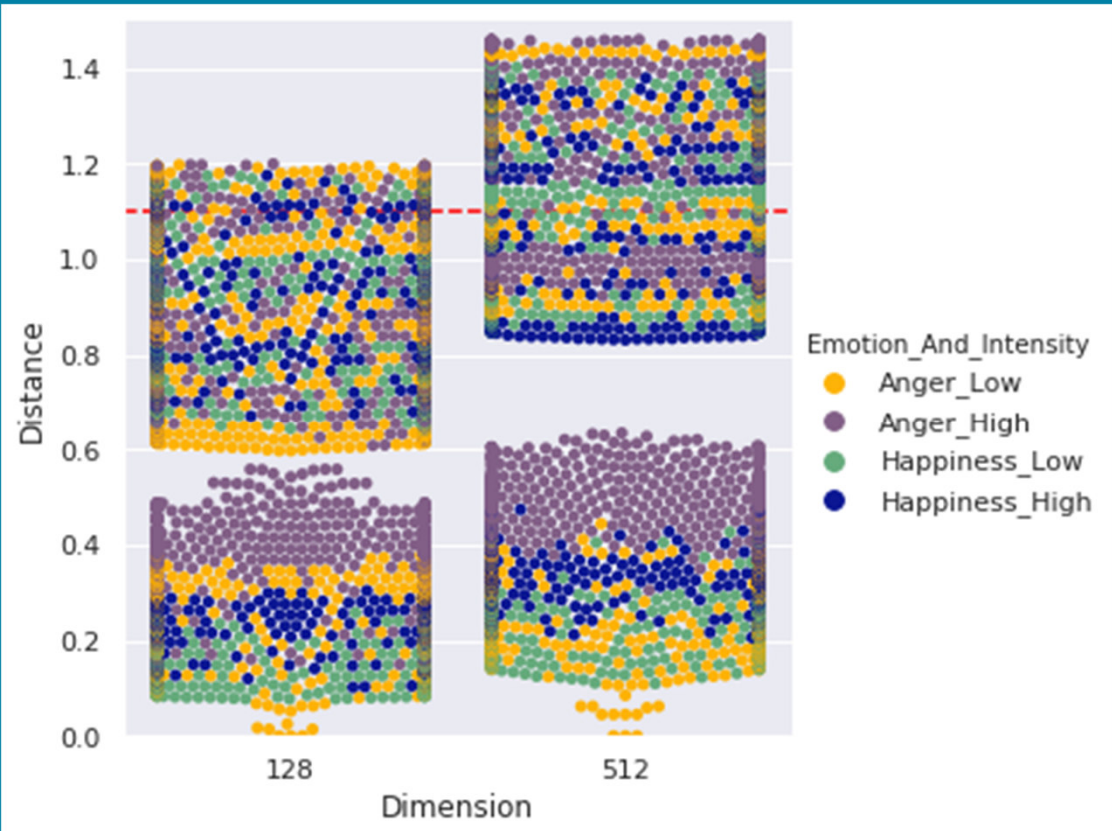 1.4
1.2
1.0
0.8
0.6
0.4
0.2
0.0
Distance
128
512
Dimension
Emotion_And_Intensity
Anger_Low
Anger_High
Happiness_Low
Happiness_High